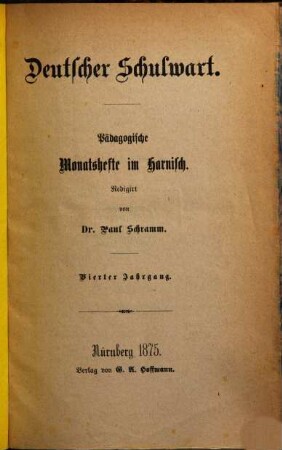 Deutscher Schulwart.
Pädagogische
Monatshefte im Harnisch.
Redigirt
von
Dr. Paul Schramm.
Vierter Jahrgang.
Nürnberg 1875.
Verlag von G. A. Hoffmann.